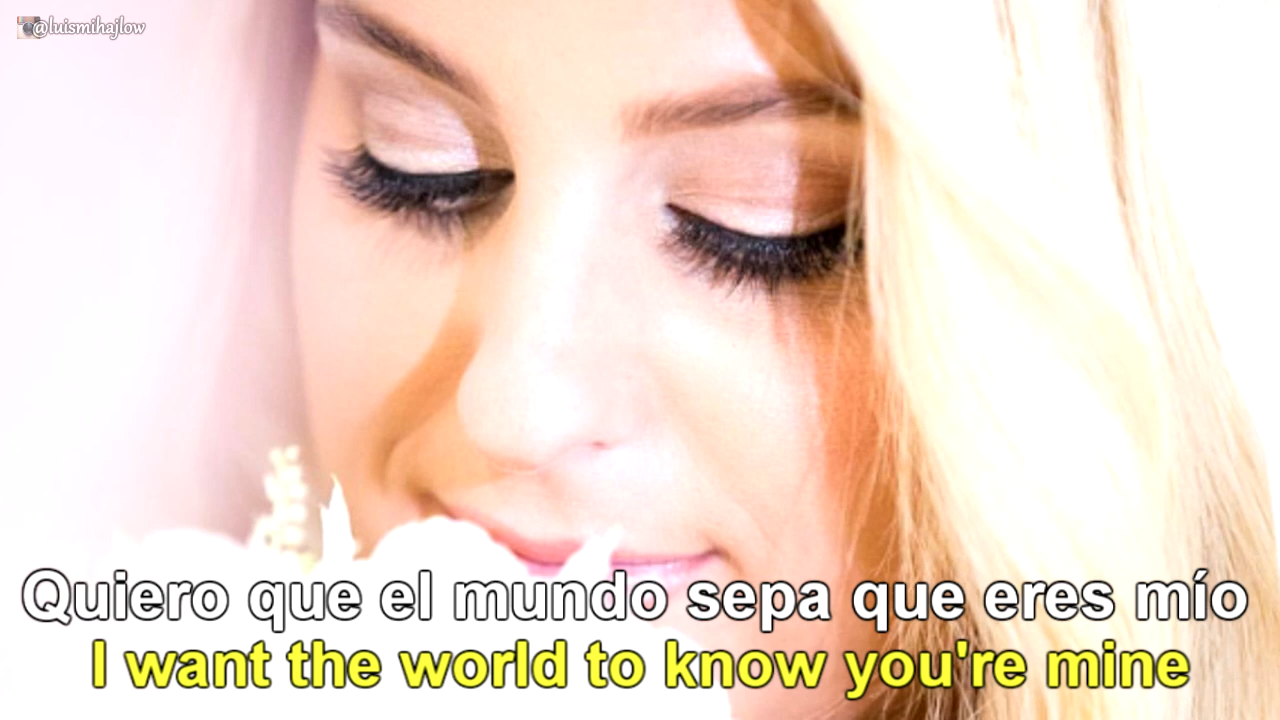 @luismihajlow
Quiero que el mundo sepa que eres mío
I want the world to know you're mine